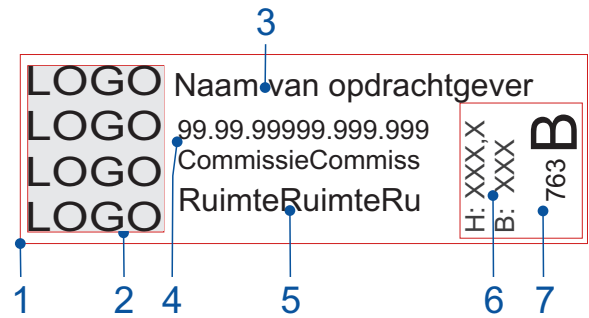 3
LOGO
LOGO
LOGO
LOGO
Naam van opdrachtgever
99.99.99999.999.999
CommissieCommiss
RuimteRuimteRu
H: XXX,X
B: XXX
763 B
1 2 4 5 6 7